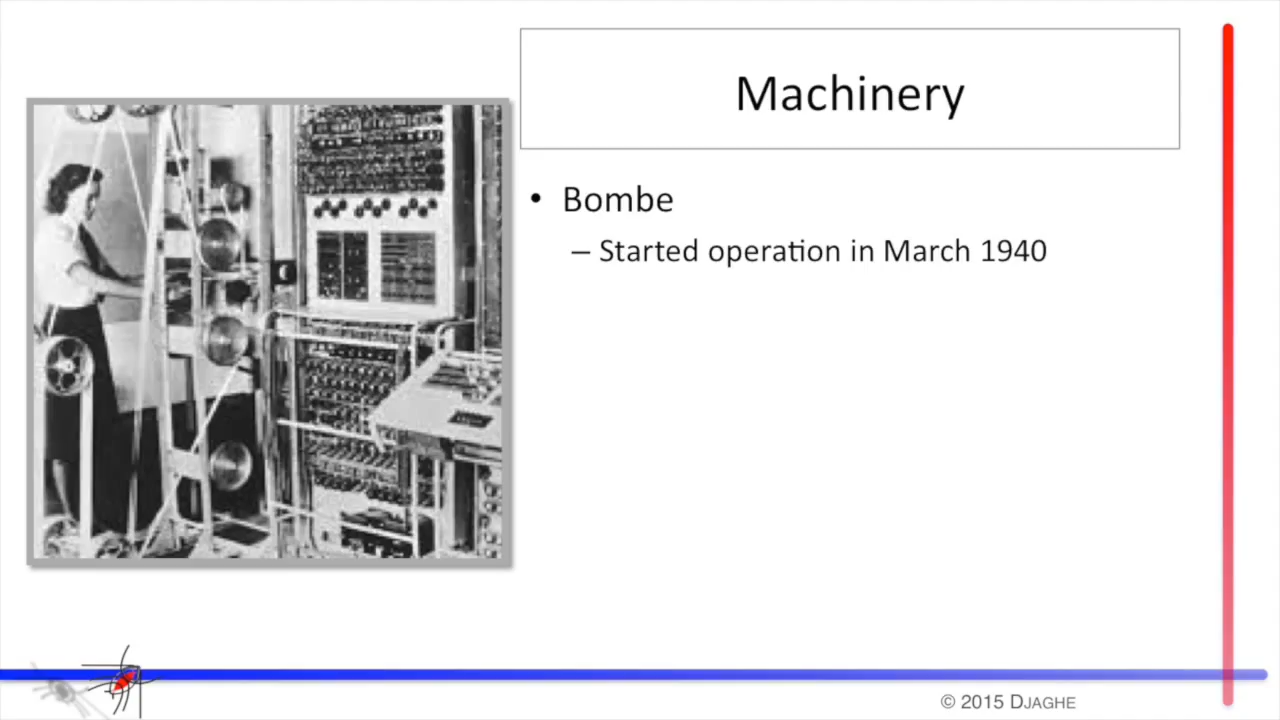 Machinery
• Bombe
– Started operation in March 1940
© 2015 DJAGHE